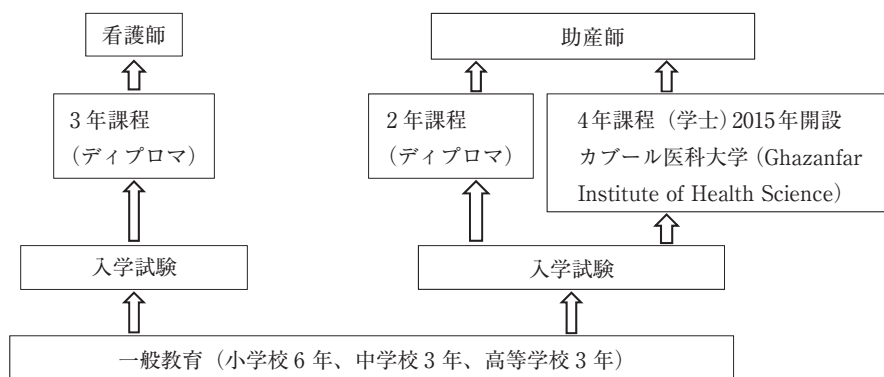 看護師
助産師
3年課程
（ディプロマ）
2年課程
（ディプロマ）
4年課程（学士）2015年開設
カブール医科大学（Ghazanfar
Institute of Health Science）
入学試験
入学試験
一般教育（小学校6年、中学校3年、高等学校3年）